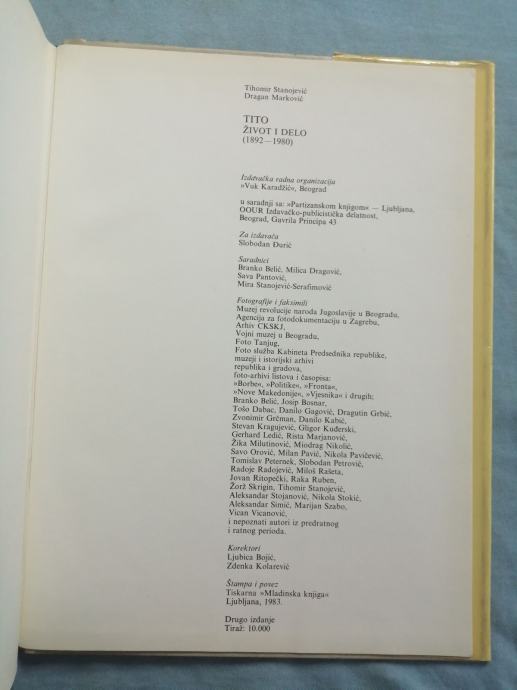 Tihomir Stanojević
Dragan Marković
TITO
ŽIVOT I DELO
(1892—1980)
Izdavačka radna organizacija
»Vuk Karadžić«, Beograd
u saradnji sa: »Partizanskom knjigom« — Ljubljana,
OOUR Izdavačko-publicistička delatnost,
Beograd, Gavrila Principa 43
Za izdavača
Slobodan Đurić
Saradnici
Branko Belić, Milica Dragović,
Sava Pantović,
Mira Stanojević-Serafimović
Fotografije i faksimili
Muzej revolucije naroda Jugoslavije u Beogradu,
Agencija za fotodokumentaciju u Zagrebu,
Arhiv CKSKJ,
Vojni muzej u Beogradu,
Foto Tanjug,
Foto služba Kabineta Predsednika republike,
muzeji i istorijski arhivi
republika i gradova,
foto-arhivi listova i časopisa:
»Borbe«, »Politike«, »Fronta«,
»Nove Makedonije«, »Vjesnika« i drugih;
Branko Belić, Josip Bosnar,
Tošo Dabac, Danilo Gagović, Dragutin Grbić,
Zvonimir Grčman, Danilo Kabić,
Stevan Kragujević, Gligor Kuđerski,
Gerhard Ledić, Rista Marjanović,
Žika Milutinović, Miodrag Nikolić,
Savo Orović, Milan Pavić, Nikola Pavičević,
Tomislav Peternek, Slobodan Petrović,
Radoje Radojević, Miloš Rašeta,
Jovan Ritopečki, Raka Ruben,
Žorž Skrigin, Tihomir Stanojević,
Aleksandar Stojanović, Nikola Stokić,
Aleksandar Simić, Marijan Szabo,
Vican Vicanović,
i nepoznati autori iz predratnog
i ratnog perioda.
Korektori
Ljubica Bojić,
Zdenka Kolarević
Štampa i povez
Tiskarna »Mladinska knjiga«
Ljubljana, 1983.
Drugo izdanje
Tiraž: 10.000